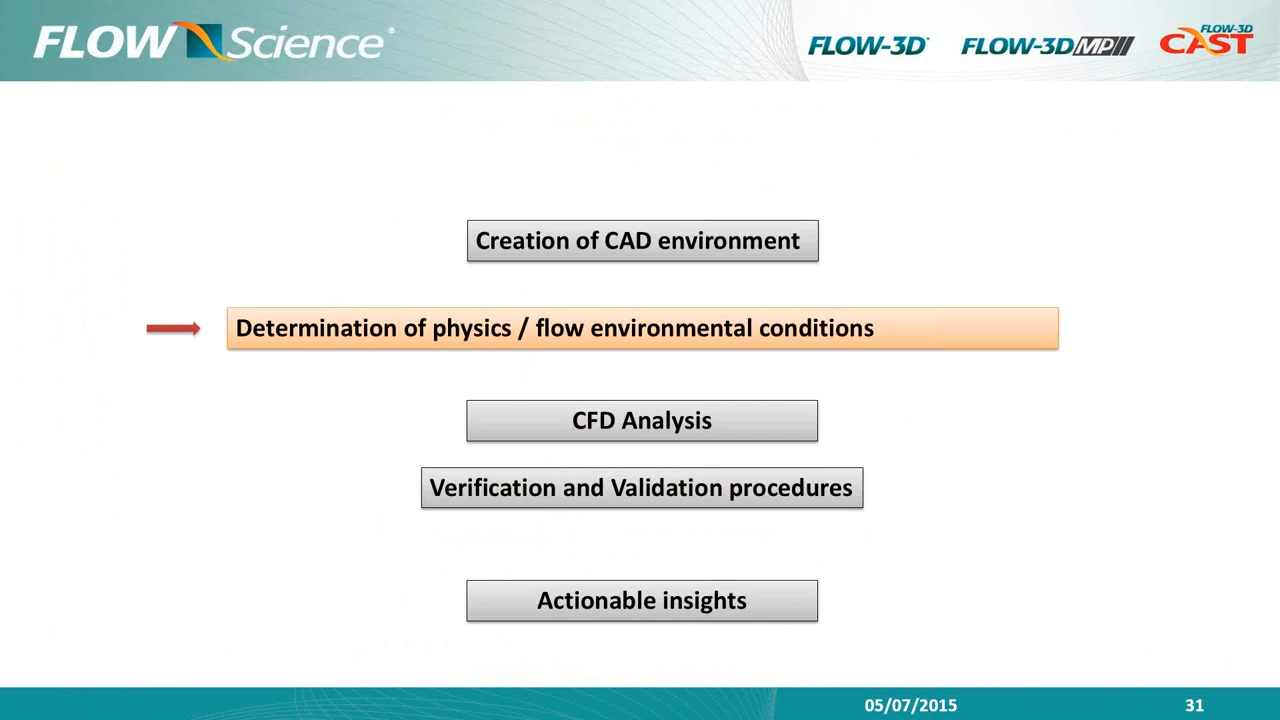 FLOW Science®
FLOW-3D®
FLOW-3D MP
FLOW-3D
CAST
Creation of CAD environment
Determination of physics / flow environmental conditions
CFD Analysis
Verification and Validation procedures
Actionable insights
05/07/2015
31